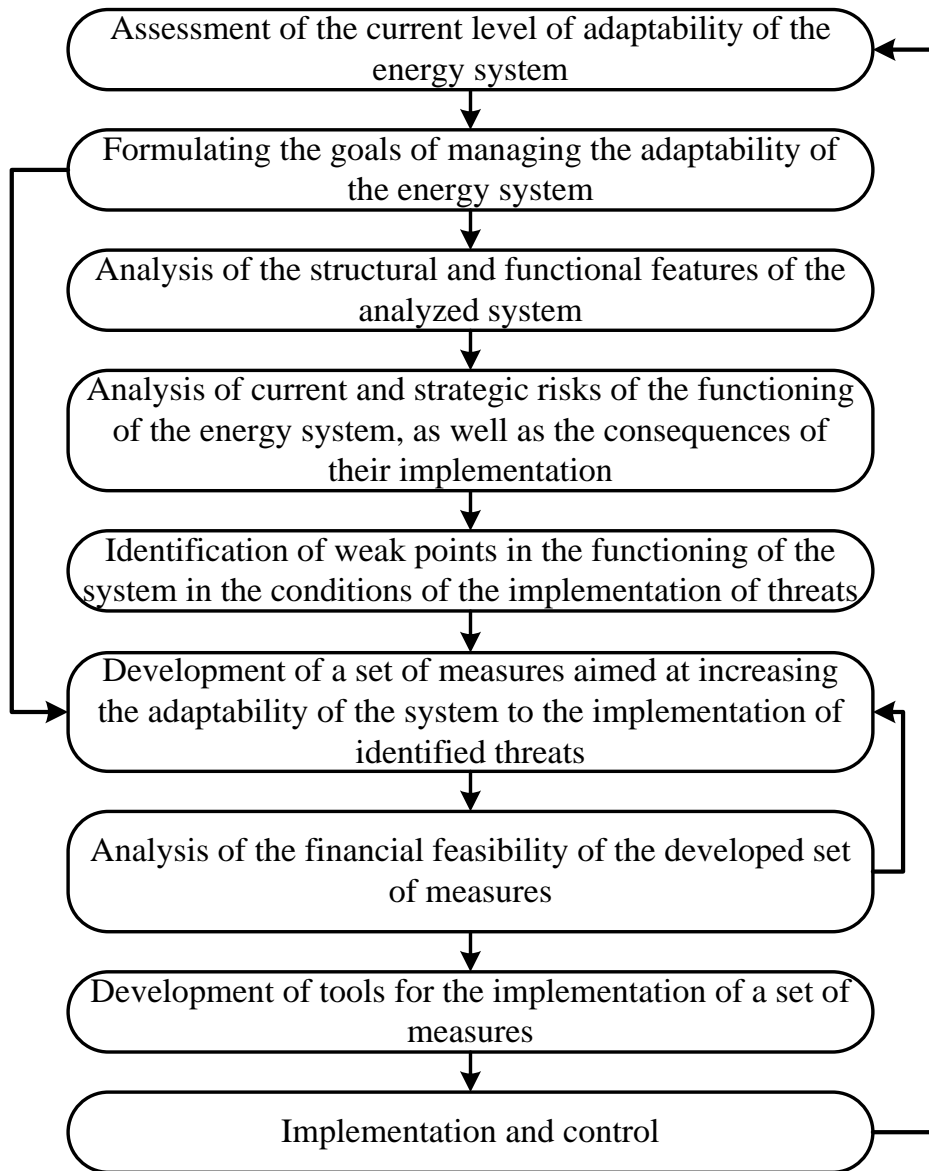 Assessment of the current level of adaptability of the
energy system
Formulating the goals of managing the adaptability of
the energy system
Analysis of the structural and functional features of the
analyzed system
Analysis of current and strategic risks of the functioning
of the energy system, as well as the consequences of
their implementation
Identification of weak points in the functioning of the
system in the conditions of the implementation of threats
Development of a set of measures aimed at increasing
the adaptability of the system to the implementation of
identified threats
Analysis of the financial feasibility of the developed set
of measures
Development of tools for the implementation of a set of
measures
Implementation and control